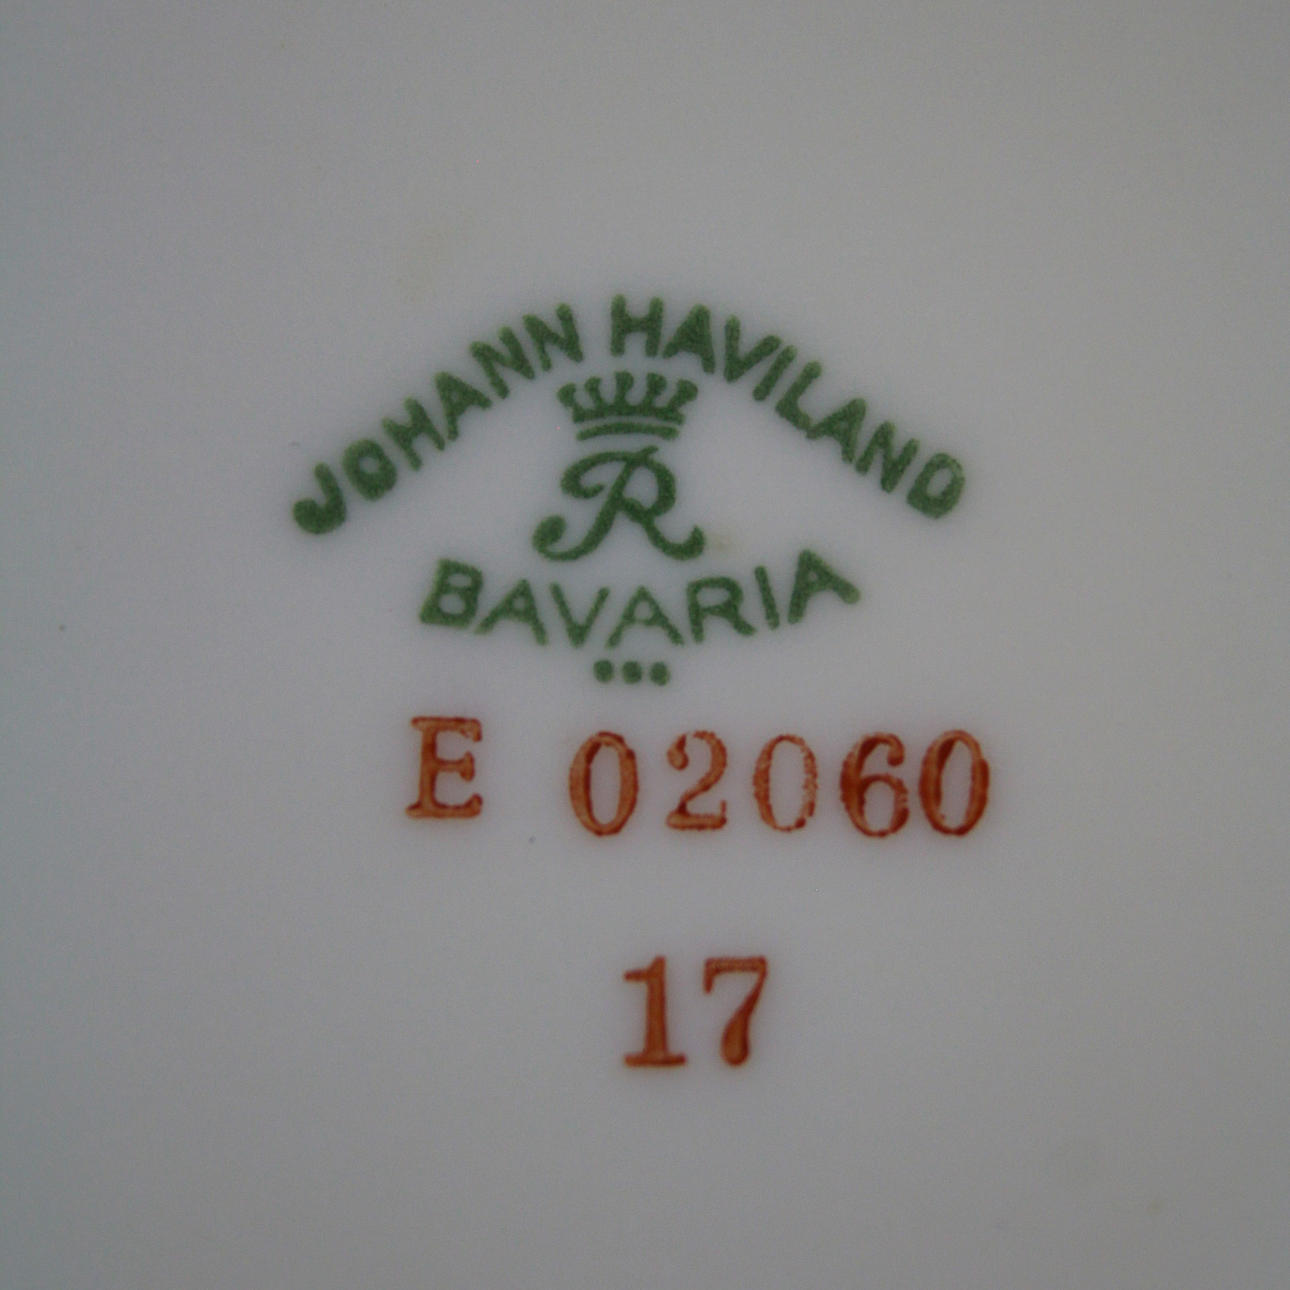 JOHANN HAVILAND
R
BAVARIA
E 02060
17